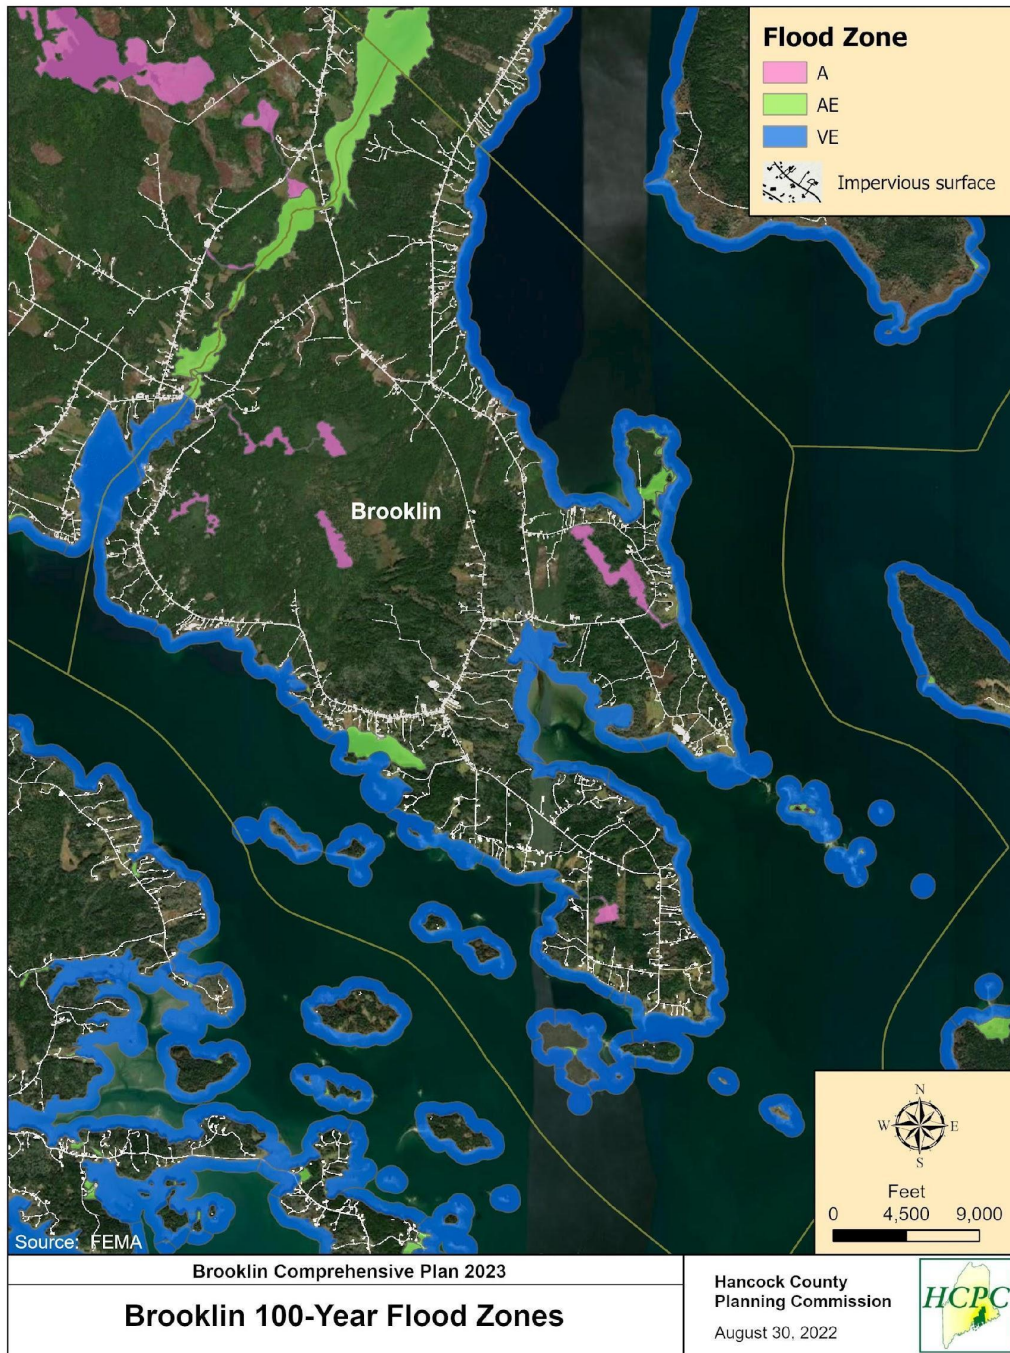 Flood Zone
A
AE
VE
Impervious surface
Brooklin
N
W E
S
Feet
0 4,500 9,000
Source: FEMA
Brooklin Comprehensive Plan 2023
Brooklin 100-Year Flood Zones
Hancock County
Planning Commission
August 30, 2022
HCPC